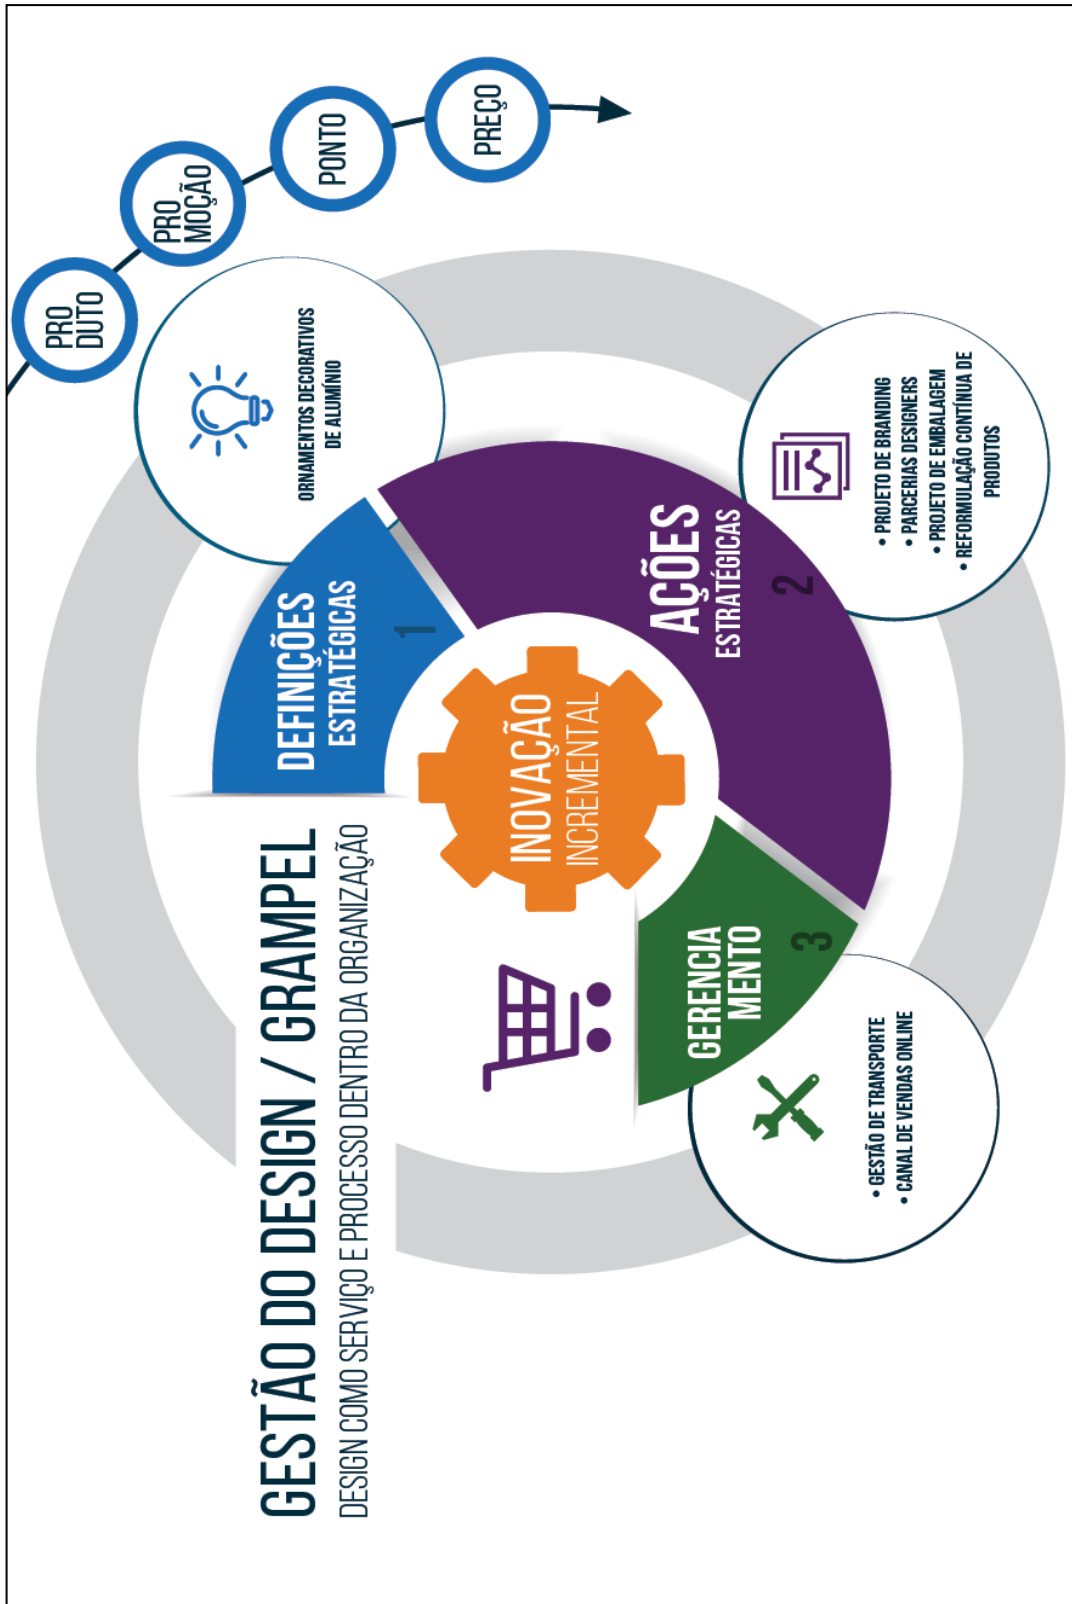 GESTÃO DO DESIGN / GRAMPEL
DESIGN COMO SERVIÇO E PROCESSO DENTRO DA ORGANIZAÇÃO
PRO
DUTO
PRO
MOÇÃO
PONTO
PREÇO
DEFINIÇÕES
ESTRATÉGICAS
1
ORNAMENTOS DECORATIVOS
DE ALUMÍNIO
INOVAÇÃO
INCREMENTAL
AÇÕES
ESTRATÉGICAS
2
• PROJETO DE BRANDING
• PARCERIAS DESIGNERS
• PROJETO DE EMBALAGEM
• REFORMULAÇÃO CONTÍNUA DE
PRODUTOS
GERENCIA
MENTO
3
• GESTÃO DE TRANSPORTE
• CANAL DE VENDAS ONLINE